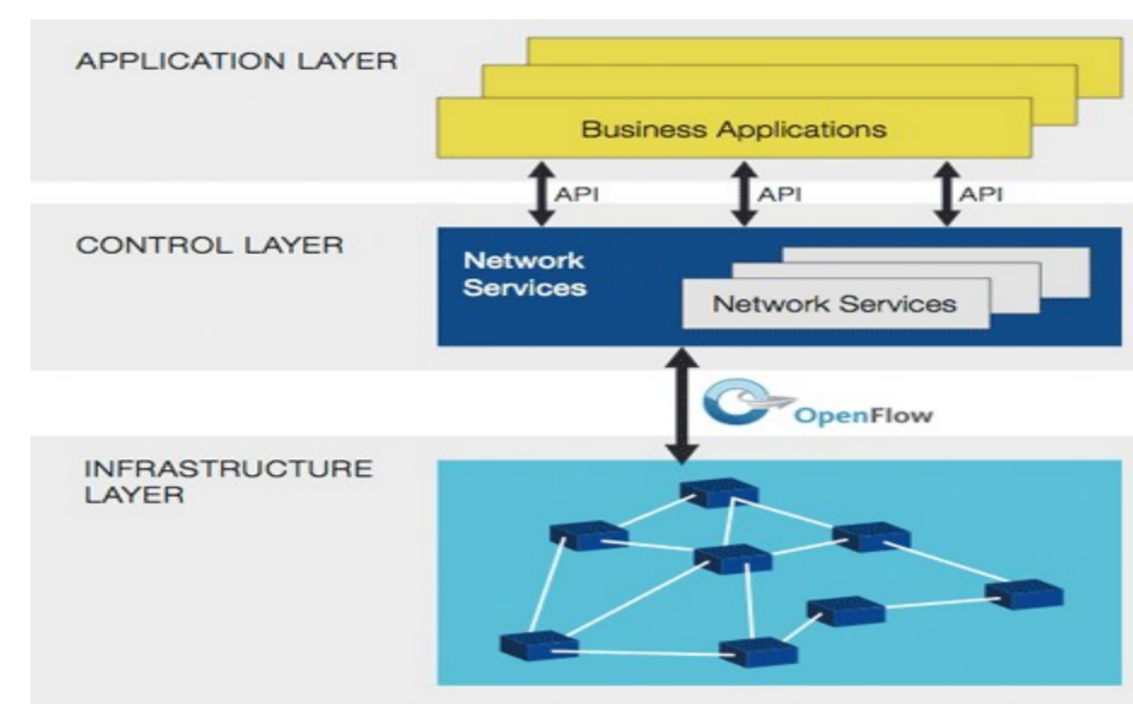 APPLICATION LAYER
Business Applications
API
API
API
CONTROL LAYER
Network
Services
Network Services
OpenFlow
INFRASTRUCTURE
LAYER